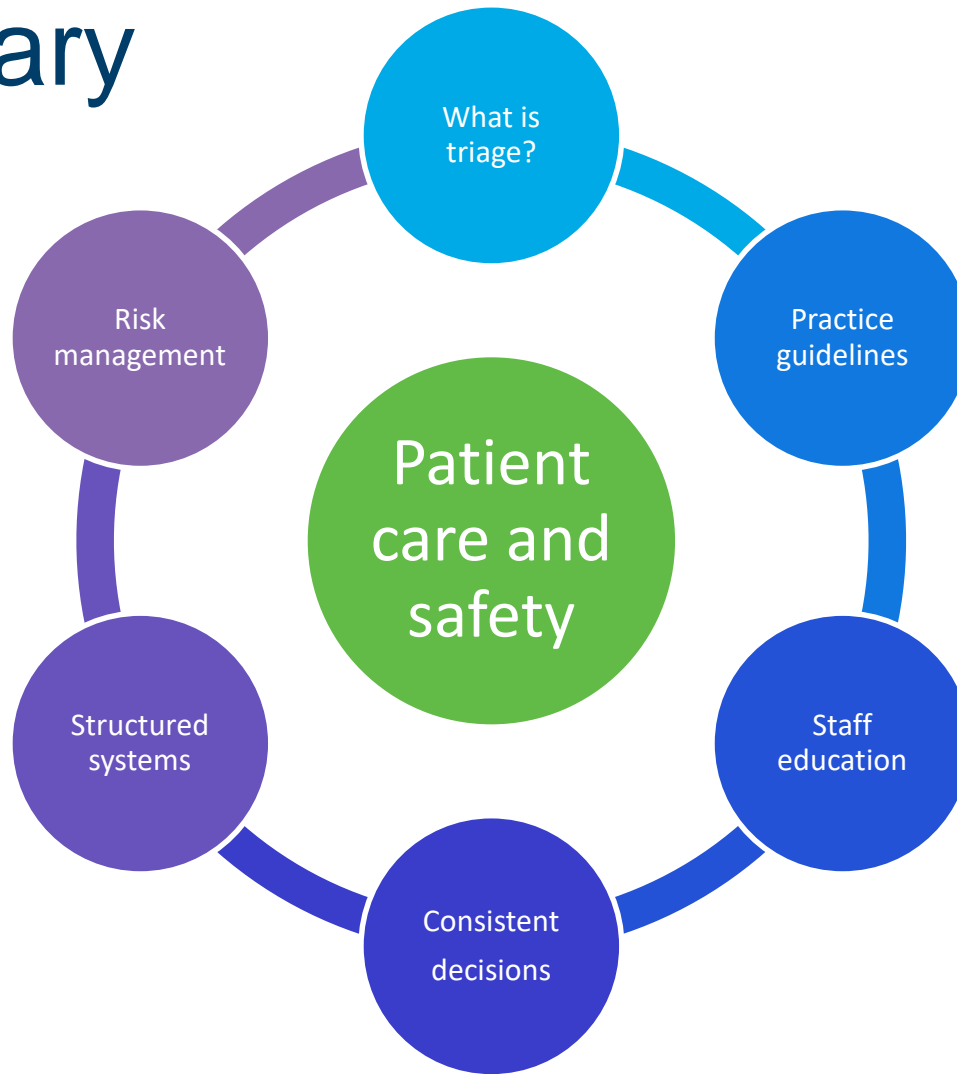 ary
What is
triage?
Practice
guidelines
Staff
education
Consistent
decisions
Structured
systems
Risk
management
Patient
care and
safety